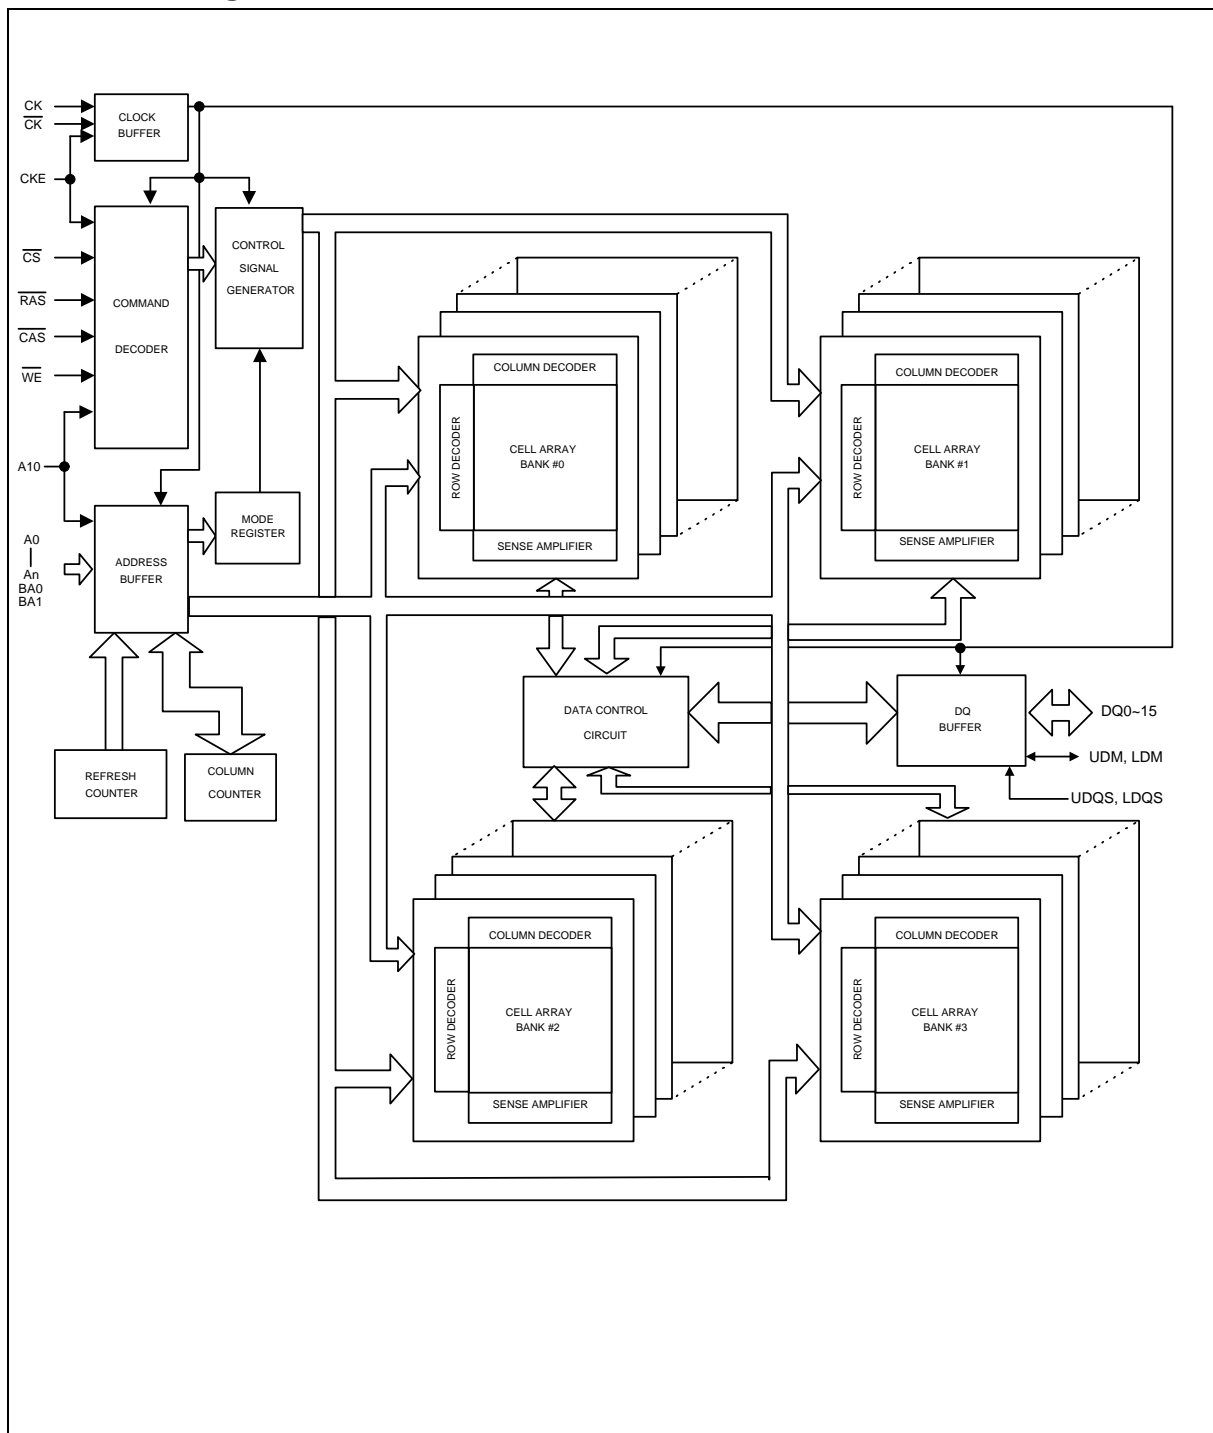 CK
CK
CLOCK
BUFFER
CKE
CS
RAS
CAS
WE
COMMAND
DECODER
CONTROL
SIGNAL
GENERATOR
A10
A0
An
BA0
BA1
ADDRESS
BUFFER
MODE
REGISTER
REFRESH
COUNTER
COLUMN
COUNTER
COLUMN DECODER
ROW DECODER
CELL ARRAY
BANK #0
SENSE AMPLIFIER
COLUMN DECODER
ROW DECODER
CELL ARRAY
BANK #1
SENSE AMPLIFIER
DATA CONTROL
CIRCUIT
DQ
BUFFER
DQ0~15
UDM, LDM
UDQS, LDQS
COLUMN DECODER
ROW DECODER
CELL ARRAY
BANK #2
SENSE AMPLIFIER
COLUMN DECODER
ROW DECODER
CELL ARRAY
BANK #3
SENSE AMPLIFIER